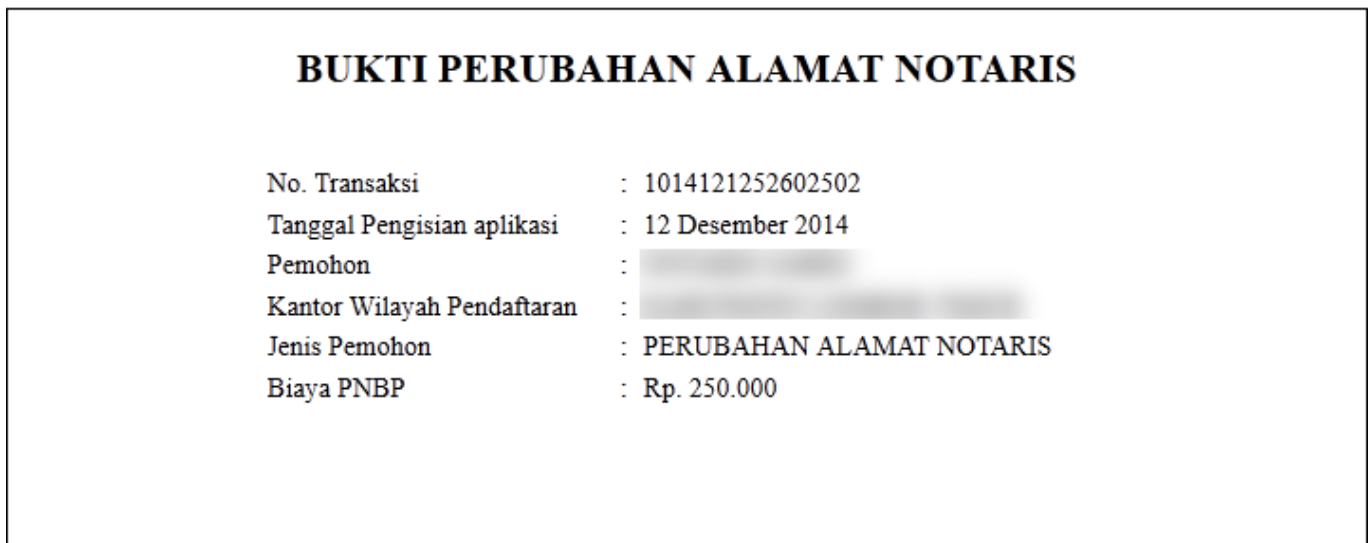 BUKTI PERUBAHAN ALAMAT NOTARIS
No. Transaksi : 1014121252602502
Tanggal Pengisian aplikasi : 12 Desember 2014
Pemohon :
Kantor Wilayah Pendaftaran :
Jenis Pemohon : PERUBAHAN ALAMAT NOTARIS
Biaya PNBP : Rp. 250.000